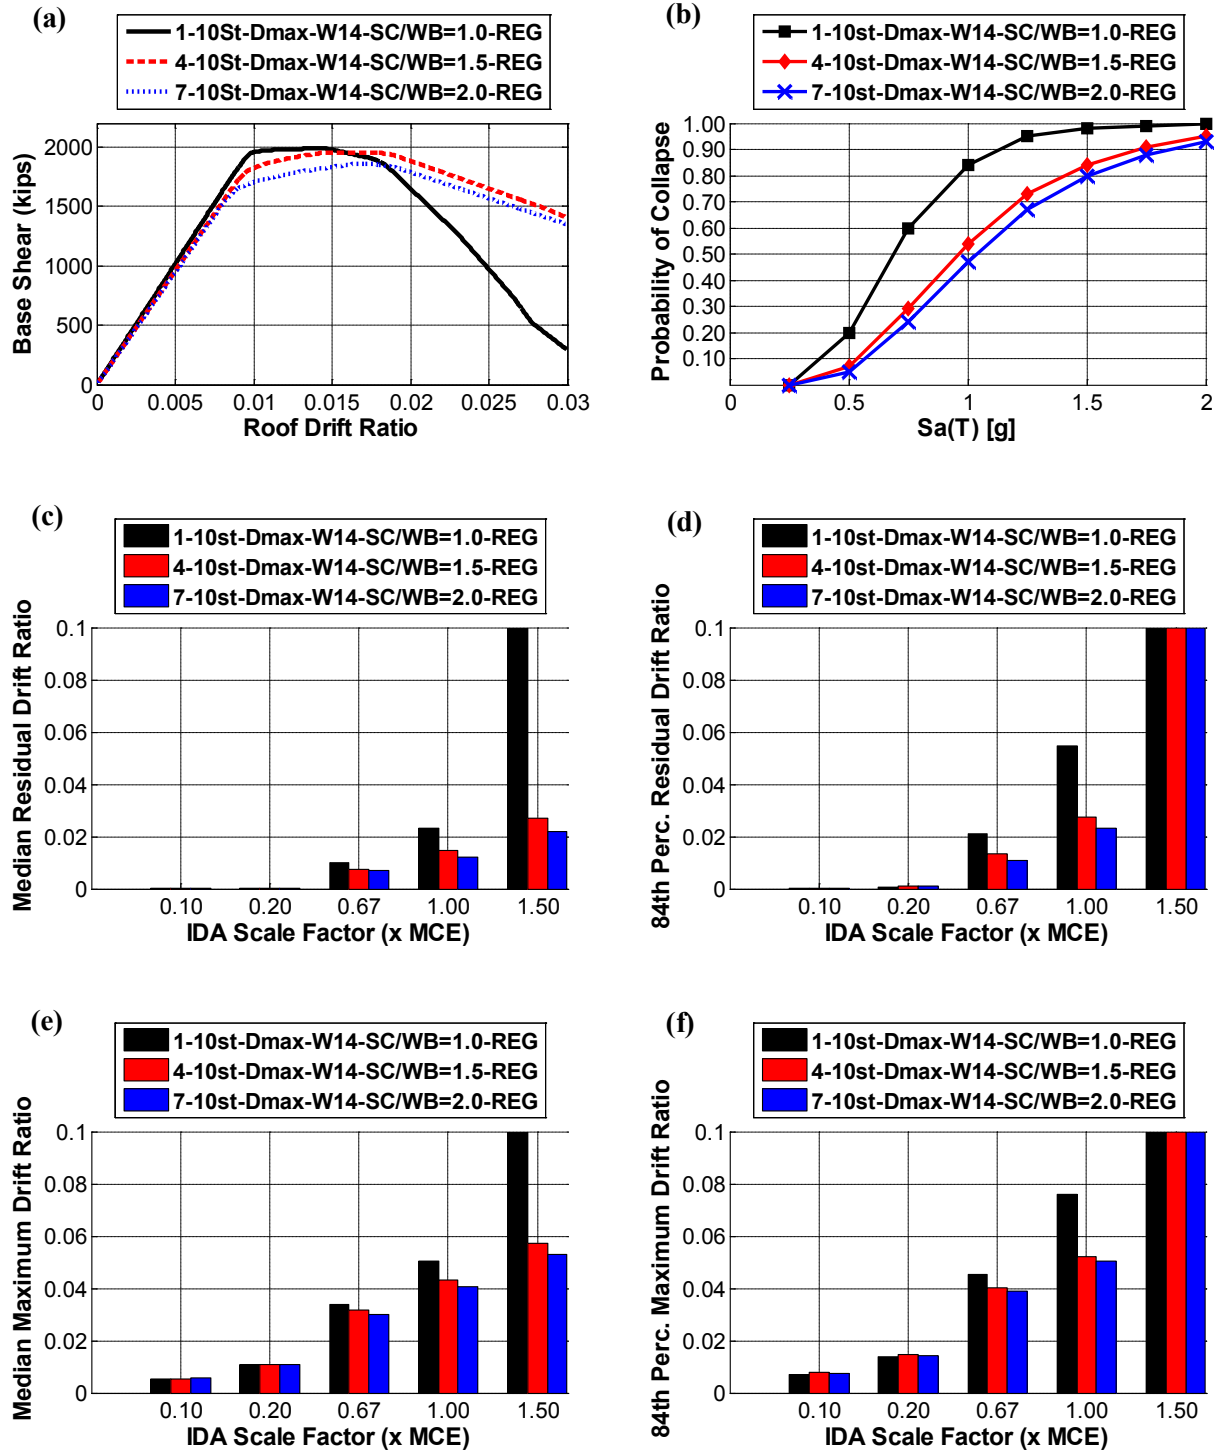 (a)
1-10St-Dmax-W14-SC/WB=1.0-REG
4-10St-Dmax-W14-SC/WB=1.5-REG
7-10St-Dmax-W14-SC/WB=2.0-REG
Base Shear (kips)
2000
1500
1000
500
0
0 0.005 0.01 0.015 0.02 0.025 0.03
Roof Drift Ratio
(b)
1-10st-Dmax-W14-SC/WB=1.0-REG
4-10st-Dmax-W14-SC/WB=1.5-REG
7-10st-Dmax-W14-SC/WB=2.0-REG
Probability of Collapse
1.00
0.90
0.80
0.70
0.60
0.50
0.40
0.30
0.20
0.10
0 0.5 1 1.5 2
Sa(T) [g]
(c)
1-10st-Dmax-W14-SC/WB=1.0-REG
4-10st-Dmax-W14-SC/WB=1.5-REG
7-10st-Dmax-W14-SC/WB=2.0-REG
Median Residual Drift Ratio
0.1
0.08
0.06
0.04
0.02
0
0.10 0.20 0.67 1.00 1.50
IDA Scale Factor (x MCE)
(d)
1-10st-Dmax-W14-SC/WB=1.0-REG
4-10st-Dmax-W14-SC/WB=1.5-REG
7-10st-Dmax-W14-SC/WB=2.0-REG
84th Perc. Residual Drift Ratio
0.1
0.08
0.06
0.04
0.02
0
0.10 0.20 0.67 1.00 1.50
IDA Scale Factor (x MCE)
(e)
1-10st-Dmax-W14-SC/WB=1.0-REG
4-10st-Dmax-W14-SC/WB=1.5-REG
7-10st-Dmax-W14-SC/WB=2.0-REG
Median Maximum Drift Ratio
0.1
0.08
0.06
0.04
0.02
0
0.10 0.20 0.67 1.00 1.50
IDA Scale Factor (x MCE)
(f)
1-10st-Dmax-W14-SC/WB=1.0-REG
4-10st-Dmax-W14-SC/WB=1.5-REG
7-10st-Dmax-W14-SC/WB=2.0-REG
84th Perc. Maximum Drift Ratio
0.1
0.08
0.06
0.04
0.02
0
0.10 0.20 0.67 1.00 1.50
IDA Scale Factor (x MCE)